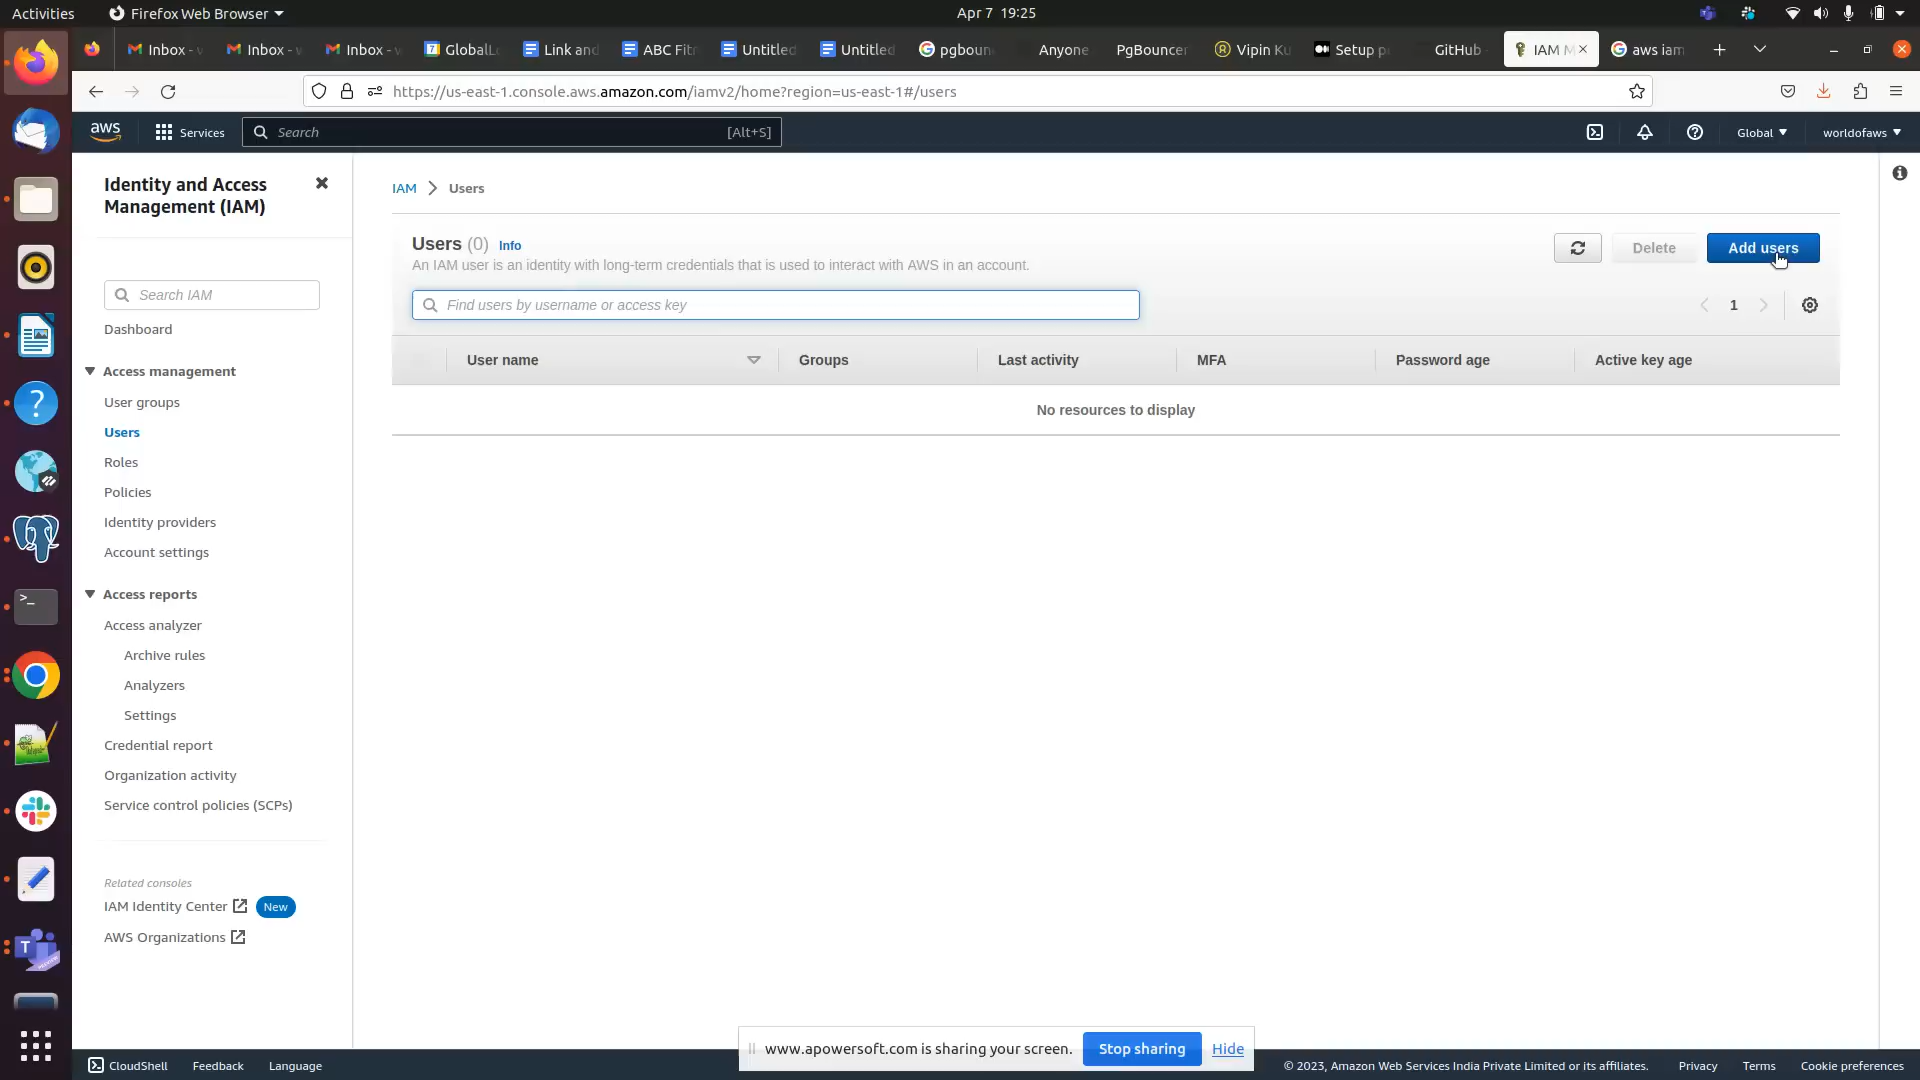 Activities
Firefox Web Browser
Apr 7 19:25
Inbox -
Inbox -
Inbox -
GlobalL
Link and
ABC Fit
Untitled
Untitled
pgboun
Anyone
PgBouncer
Vipin Ku
Setup p
GitHub
IAM M
aws iam
https://us-east-1.console.aws.amazon.com/iamv2/home?region=us-east-1#/users
aws
Services
Search
[Alt+S]
Global
worldofaws
Identity and Access
Management (IAM)
Search IAM
Dashboard
Access management
User groups
Users
Roles
Policies
Identity providers
Account settings
Access reports
Access analyzer
Archive rules
Analyzers
Settings
Credential report
Organization activity
Service control policies (SCPs)
Related consoles
IAM Identity Center
New
AWS Organizations
IAM
Users
Users (0) Info
An IAM user is an identity with long-term credentials that is used to interact with AWS in an account.
Delete
Add users
Find users by username or access key
1
User name
Groups
Last activity
MFA
Password age
Active key age
No resources to display
www.apowersoft.com is sharing your screen.
Stop sharing
Hide
CloudShell
Feedback
Language
© 2023, Amazon Web Services India Private Limited or its affiliates.
Privacy
Terms
Cookie preferences